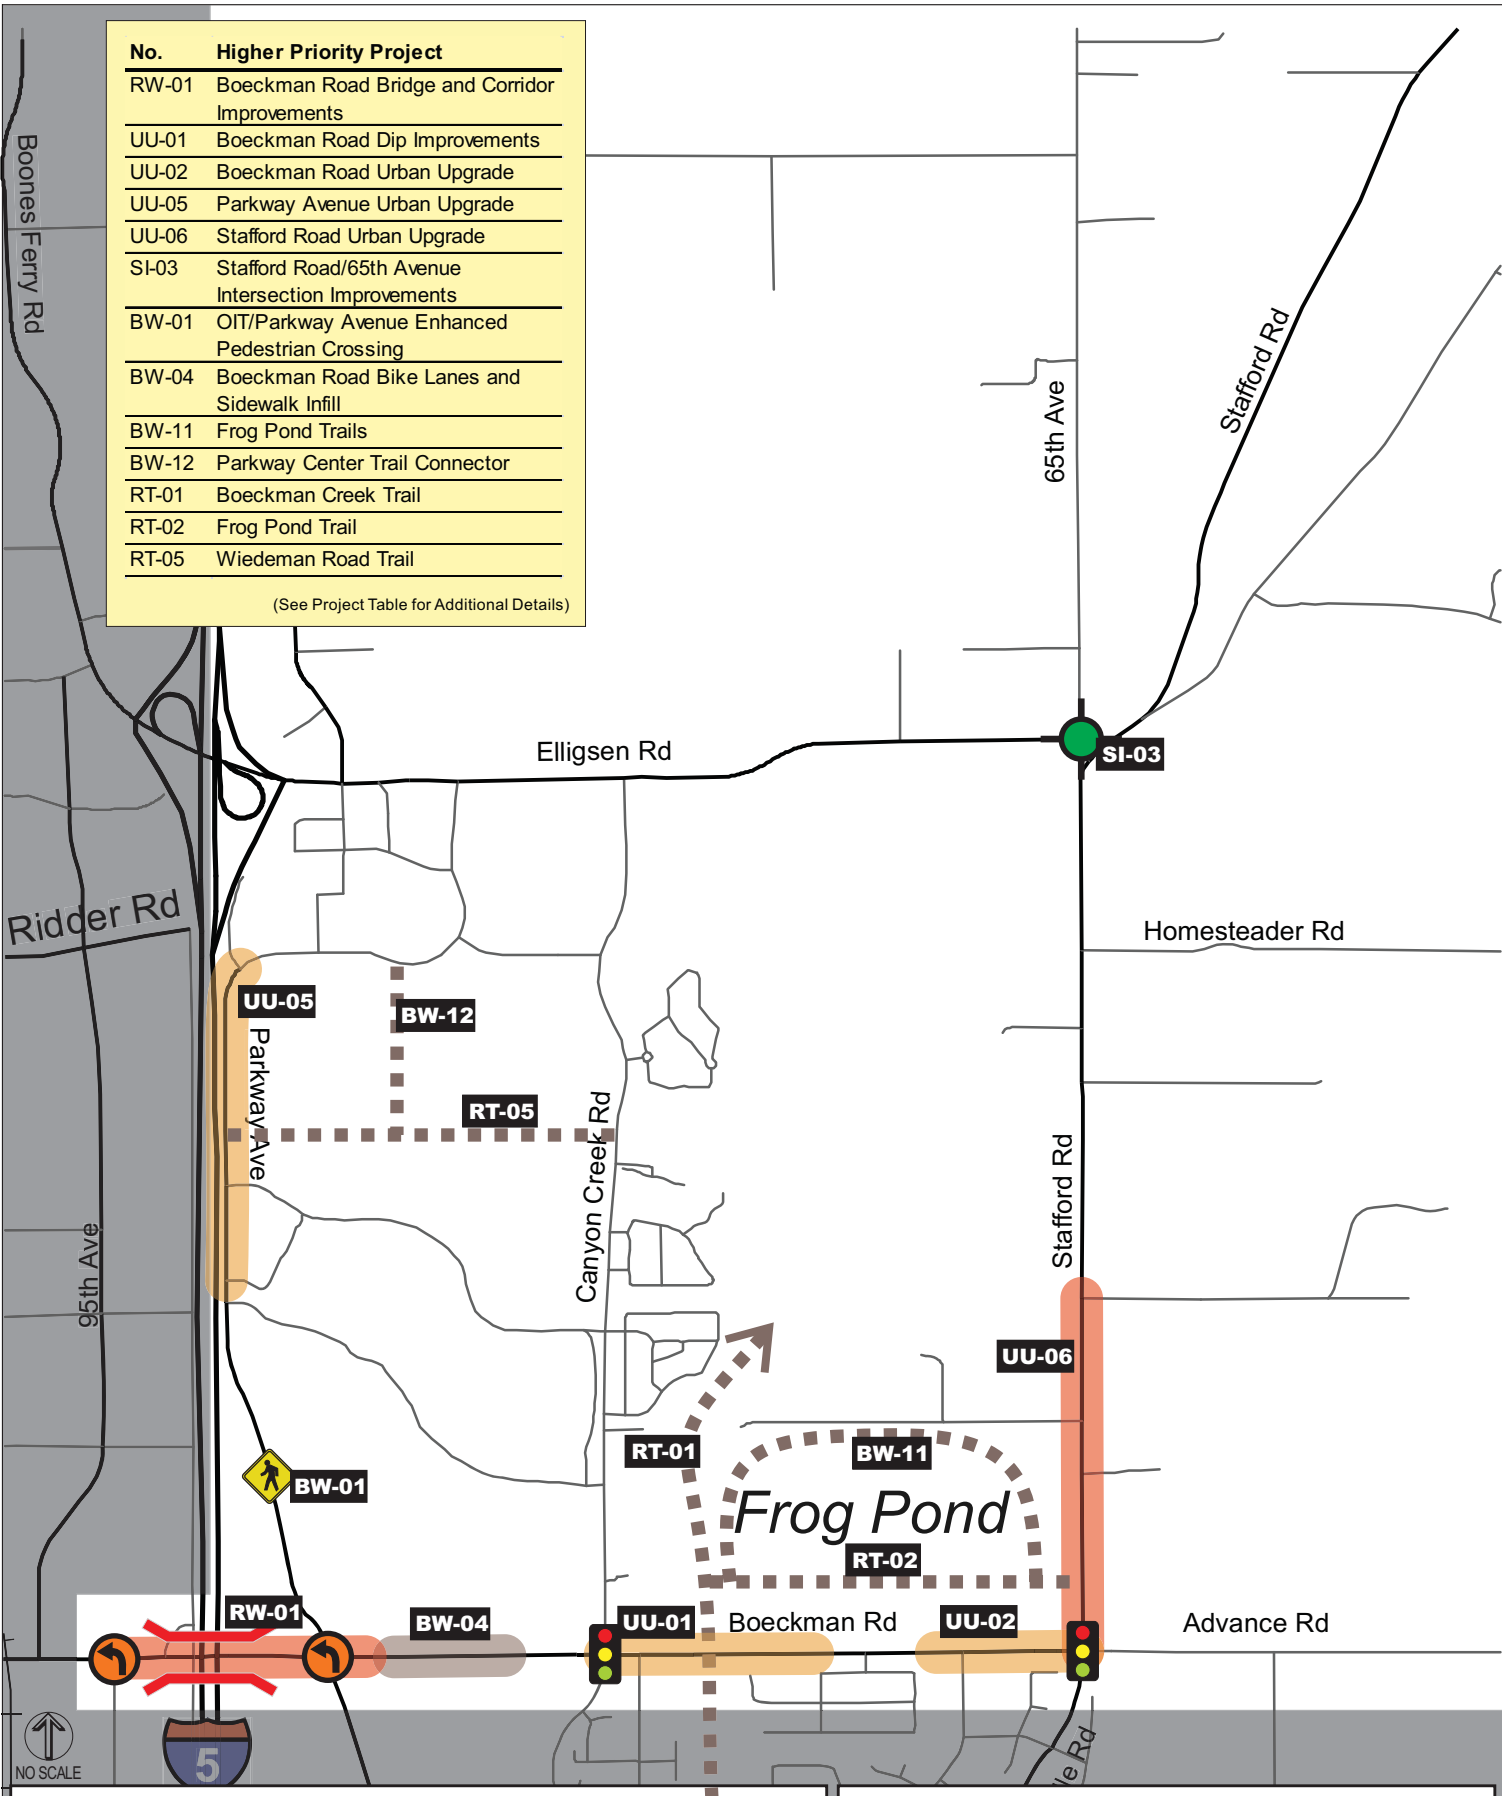 No. Higher Priority Project
RW-01 Boeckman Road Bridge and Corridor
Improvements
UU-01 Boeckman Road Dip Improvements
UU-02 Boeckman Road Urban Upgrade
UU-05 Parkway Avenue Urban Upgrade
UU-06 Stafford Road Urban Upgrade
SI-03 Stafford Road/65th Avenue
Intersection Improvements
BW-01 OIT/Parkway Avenue Enhanced
Pedestrian Crossing
BW-04 Boeckman Road Bike Lanes and
Sidewalk Infill
BW-11 Frog Pond Trails
BW-12 Parkway Center Trail Connector
RT-01 Boeckman Creek Trail
RT-02 Frog Pond Trail
RT-05 Wiedeman Road Trail
(See Project Table for Additional Details)
Boones Ferry Rd
Stafford Rd
65th Ave
Elligsen Rd
SI-03
Ridder Rd
Homesteader Rd
UU-05
BW-12
Parkway Ave
RT-05
Canyon Creek Rd
Stafford Rd
95th Ave
UU-06
RT-01
BW-11
BW-01
Frog Pond
RT-02
RW-01
BW-04
UU-01
Boeckman Rd
UU-02
Advance Rd
NO SCALE
5
le Rd